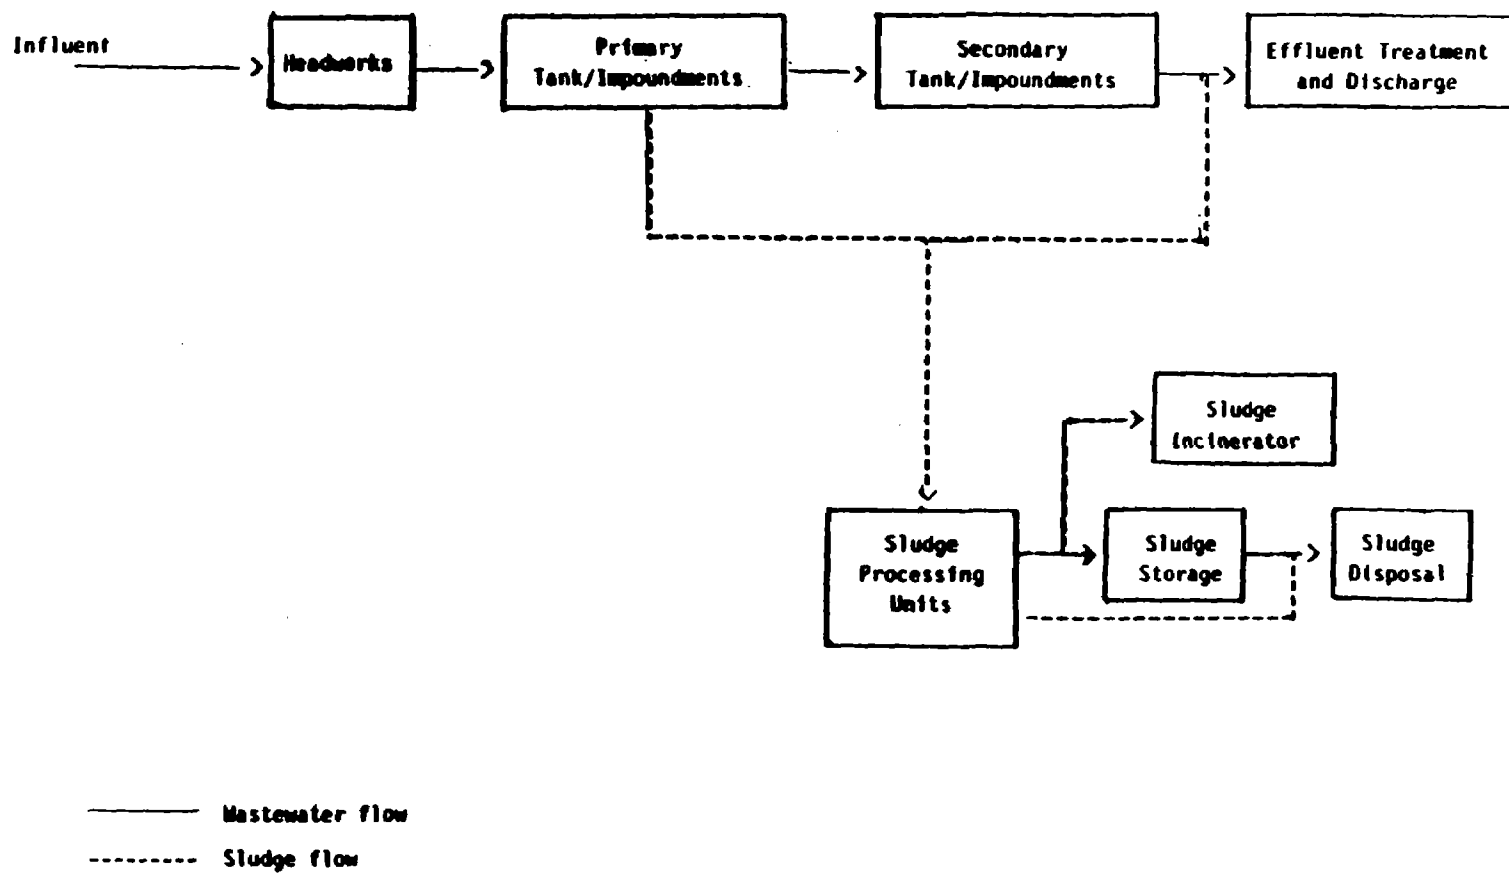 Influent
Headworks
Primary
Tank/Impoundments
Secondary
Tank/Impoundments
Effluent Treatment
and Discharge
Sludge
Incinerator
Sludge
Processing
Units
Sludge
Storage
Sludge
Disposal
Wastewater flow
Sludge flow